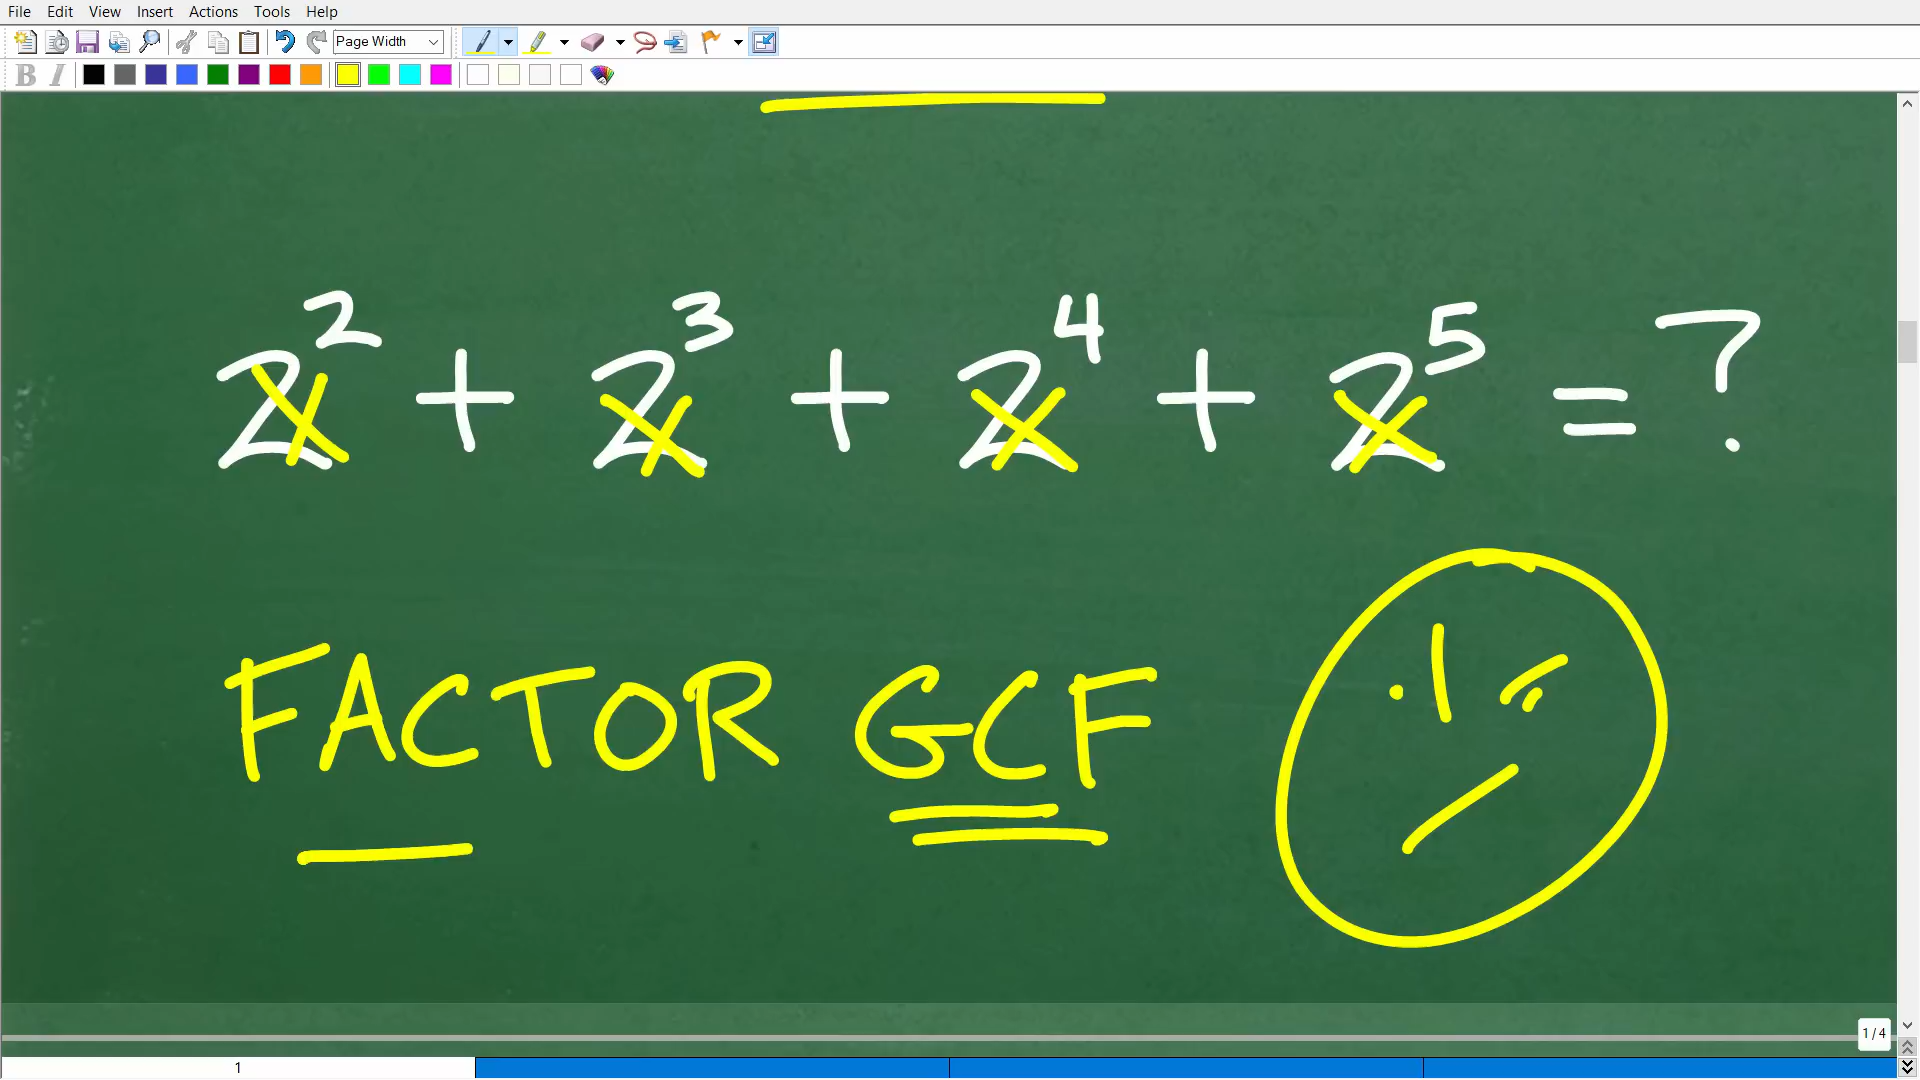 File Edit View Insert Actions Tools Help
Page Width
B I
2² + 2³ + 2⁴ + 2⁵ = ?
x x x x
FACTOR GCF
1 / 4
1